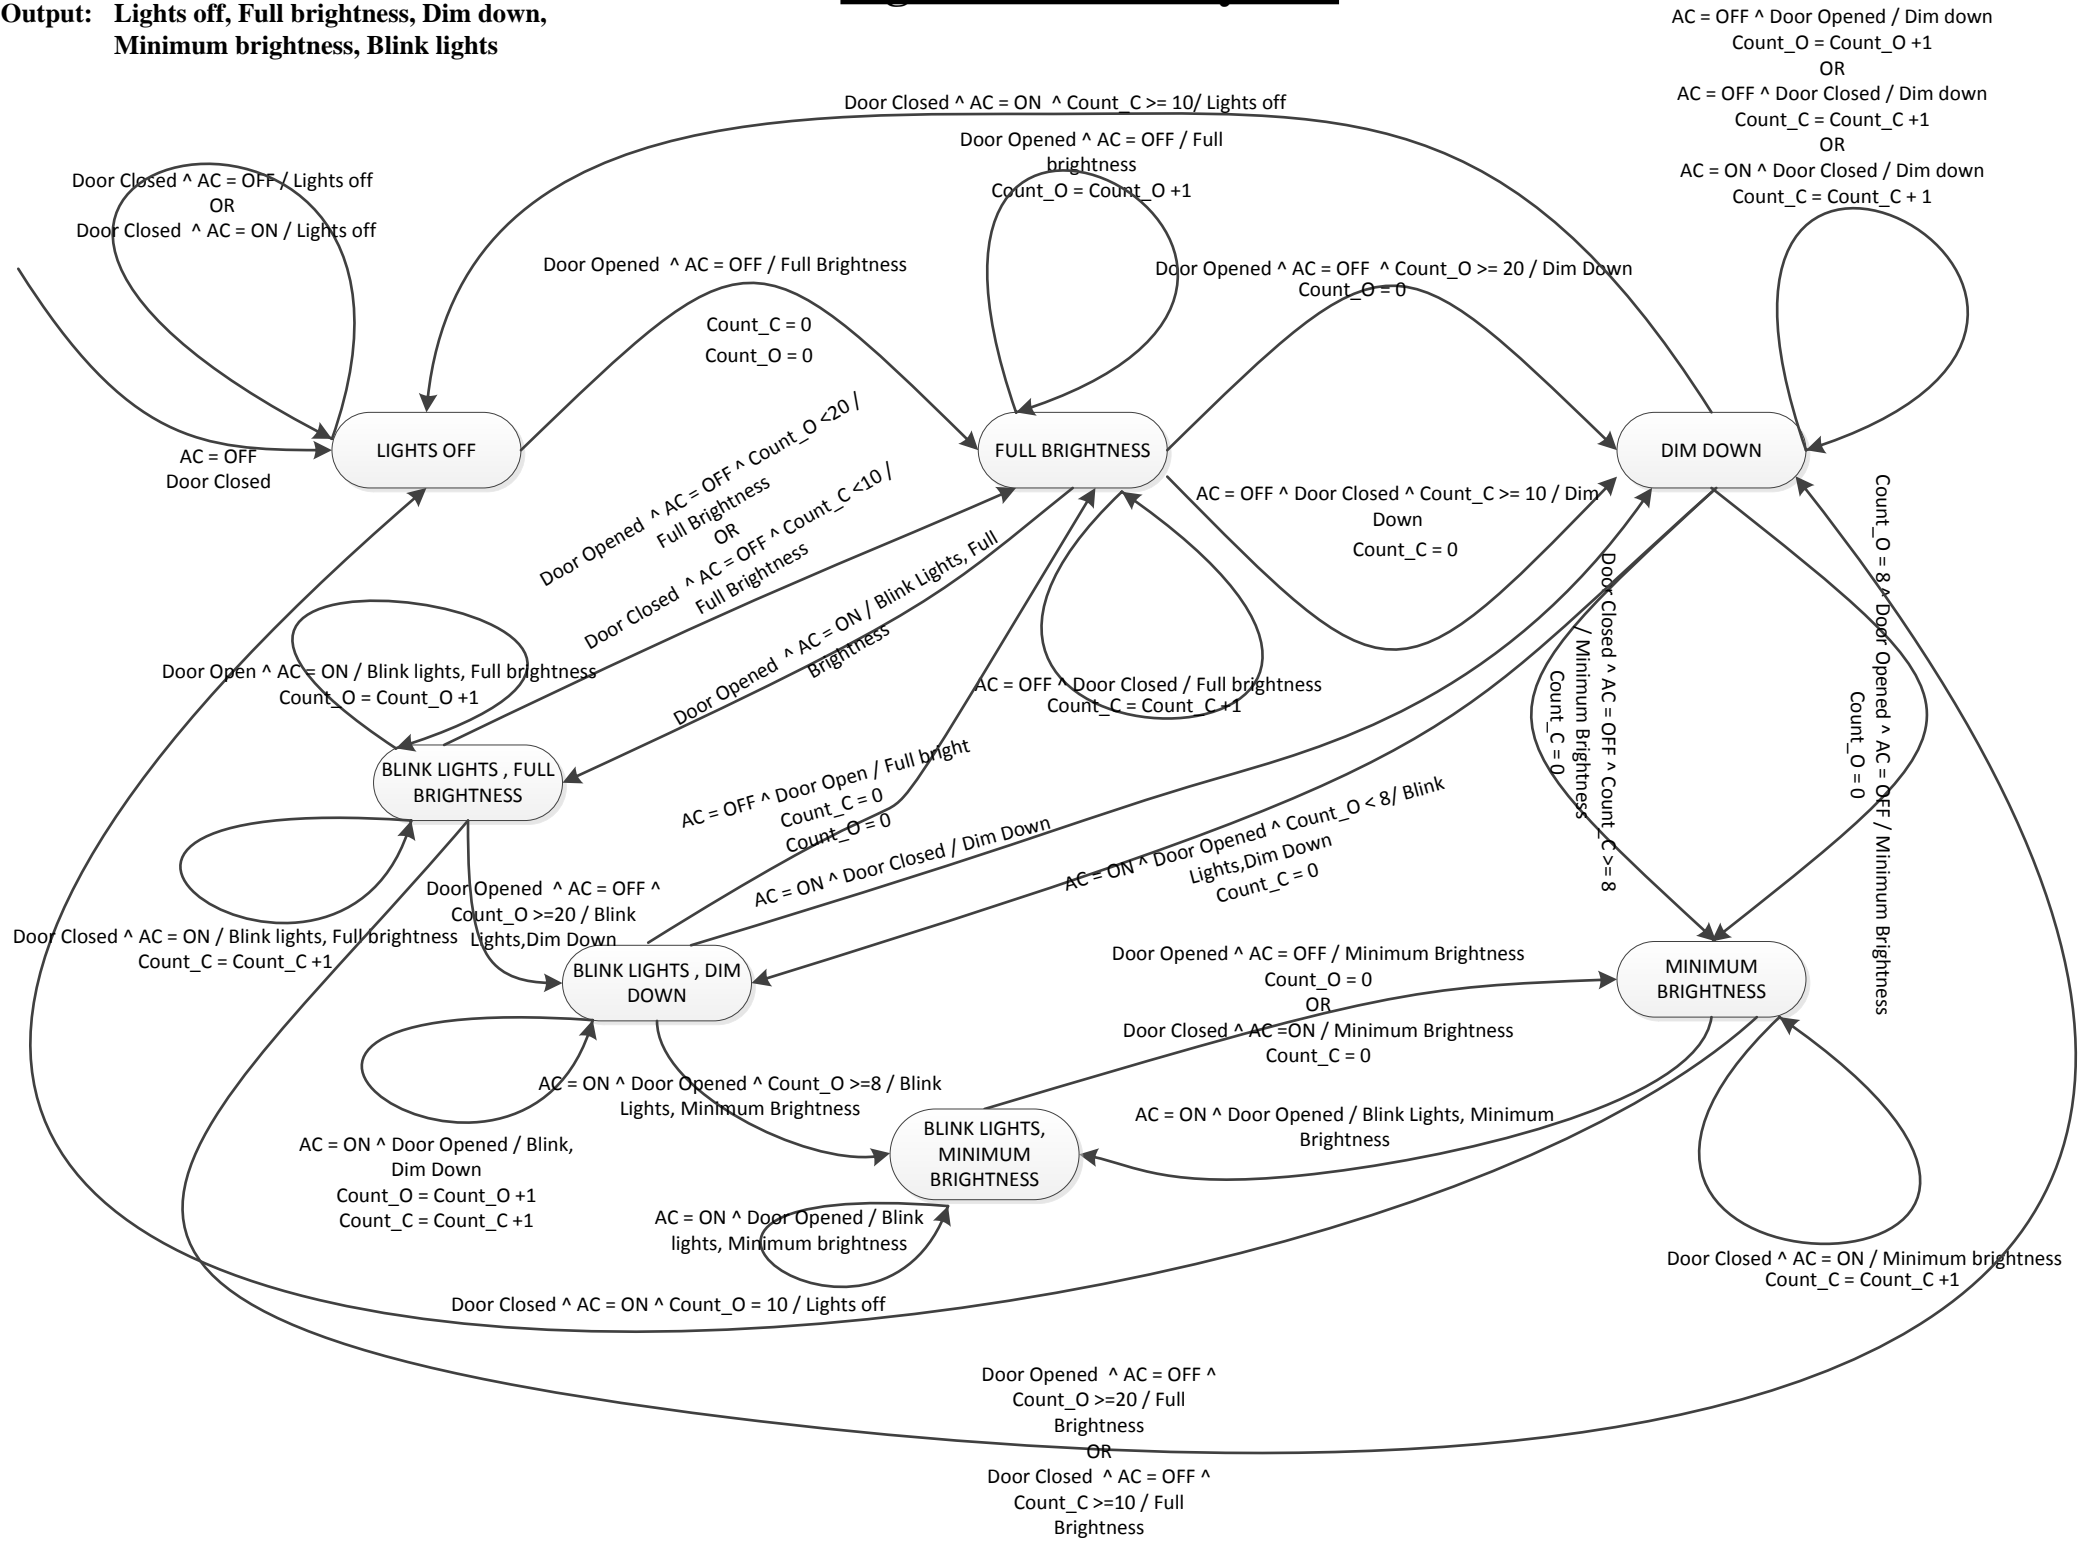 Output: Lights off, Full brightness, Dim down,
Minimum brightness, Blink lights
AC = OFF ^ Door Opened / Dim down
Count_O = Count_O +1
OR
AC = OFF ^ Door Closed / Dim down
Count_C = Count_C +1
OR
AC = ON ^ Door Closed / Dim down
Count_C = Count_C + 1
Door Closed ^ AC = ON ^ Count_C >= 10/ Lights off
Door Opened ^ AC = OFF / Full
brightness
Count_O = Count_O +1
Door Closed ^ AC = OFF / Lights off
OR
Door Closed ^ AC = ON / Lights off
Door Opened ^ AC = OFF / Full Brightness
Count_C = 0
Count_O = 0
Door Opened ^ AC = OFF ^ Count_O >= 20 / Dim Down
Count_O = 0
AC = OFF
Door Closed
LIGHTS OFF
FULL BRIGHTNESS
DIM DOWN
Door Opened ^ AC = OFF ^ Count_O <20 /
Full Brightness
OR
Door Closed ^ AC = OFF ^ Count_C <10 /
Full Brightness
AC = OFF ^ Door Closed ^ Count_C >= 10 / Dim
Down
Count_C = 0
Door Opened ^ AC = ON / Blink Lights, Full
Brightness
Door Open ^ AC = ON / Blink lights, Full brightness
Count_O = Count_O +1
AC = OFF ^ Door Closed / Full brightness
Count_C = Count_C +1
Door Closed ^ AC = OFF ^ Count_C >= 8
/ Minimum Brightness
Count_C = 0
Count_O = 8 ^ Door Opened ^ AC = OFF / Minimum Brightness
Count_O = 0
BLINK LIGHTS , FULL
BRIGHTNESS
AC = OFF ^ Door Open / Full bright
Count_C = 0
Count_O = 0
AC = ON ^ Door Closed / Dim Down
AC = ON ^ Door Opened ^ Count_O < 8/ Blink
Lights,Dim Down
Count_C = 0
Door Opened ^ AC = OFF ^
Count_O >=20 / Blink
Lights,Dim Down
Door Closed ^ AC = ON / Blink lights, Full brightness
Count_C = Count_C +1
BLINK LIGHTS , DIM
DOWN
Door Opened ^ AC = OFF / Minimum Brightness
Count_O = 0
OR
Door Closed ^ AC =ON / Minimum Brightness
Count_C = 0
MINIMUM
BRIGHTNESS
AC = ON ^ Door Opened ^ Count_O >=8 / Blink
Lights, Minimum Brightness
AC = ON ^ Door Opened / Blink,
Dim Down
Count_O = Count_O +1
Count_C = Count_C +1
BLINK LIGHTS,
MINIMUM
BRIGHTNESS
AC = ON ^ Door Opened / Blink Lights, Minimum
Brightness
AC = ON ^ Door Opened / Blink
lights, Minimum brightness
Door Closed ^ AC = ON / Minimum brightness
Count_C = Count_C +1
Door Closed ^ AC = ON ^ Count_O = 10 / Lights off
Door Opened ^ AC = OFF ^
Count_O >=20 / Full
Brightness
OR
Door Closed ^ AC = OFF ^
Count_C >=10 / Full
Brightness